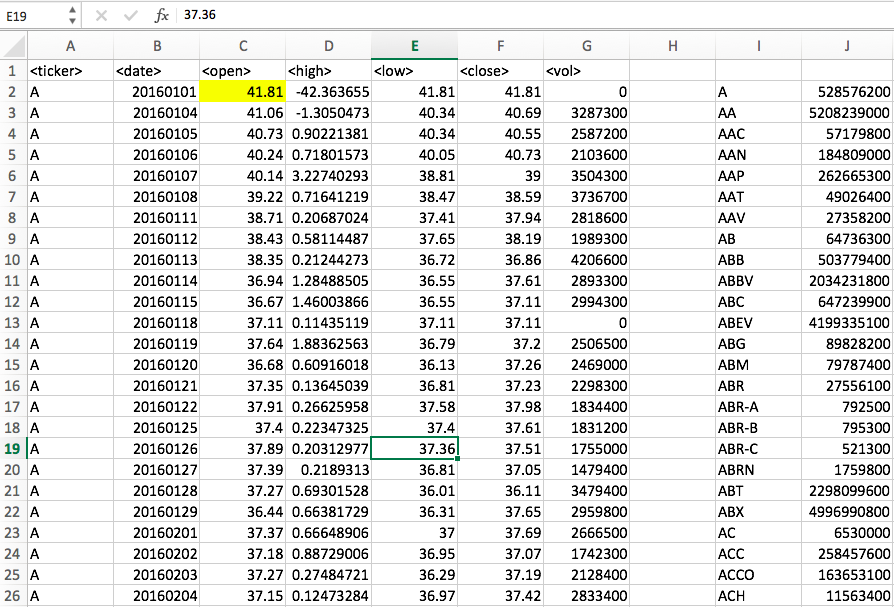 E19 fx 37.36
A B C D E F G H I J
1 <ticker> <date> <open> <high> <low> <close> <vol>
2 A 20160101 41.81 -42.363655 41.81 41.81 0 A 528576200
3 A 20160104 41.06 -1.3050473 40.34 40.69 3287300 AA 5208239000
4 A 20160105 40.73 0.90221381 40.34 40.55 2587200 AAC 57179800
5 A 20160106 40.24 0.71801573 40.05 40.73 2103600 AAN 184809000
6 A 20160107 40.14 3.22740293 38.81 39 3504300 AAP 262665300
7 A 20160108 39.22 0.71641219 38.47 38.59 3736700 AAT 49026400
8 A 20160111 38.71 0.20687024 37.41 37.94 2818600 AAV 27358200
9 A 20160112 38.43 0.58114487 37.65 38.19 1989300 AB 64736300
10 A 20160113 38.35 0.21244273 36.72 36.86 4206600 ABB 503779400
11 A 20160114 36.94 1.28488505 36.55 37.61 2893300 ABBV 2034231800
12 A 20160115 36.67 1.46003866 36.55 37.11 2994300 ABC 647239900
13 A 20160118 37.11 0.11435119 37.11 37.11 0 ABEV 4199335100
14 A 20160119 37.64 1.88362563 36.79 37.2 2506500 ABG 89828200
15 A 20160120 36.68 0.60916018 36.13 37.26 2469000 ABM 79787400
16 A 20160121 37.35 0.13645039 36.81 37.23 2298300 ABR 27556100
17 A 20160122 37.91 0.26625958 37.58 37.98 1834400 ABR-A 792500
18 A 20160125 37.4 0.22347325 37.4 37.61 1831200 ABR-B 795300
19 A 20160126 37.89 0.20312977 37.36 37.51 1755000 ABR-C 521300
20 A 20160127 37.39 0.2189313 36.81 37.05 1479400 ABRN 1759800
21 A 20160128 37.27 0.69301528 36.01 36.11 3479400 ABT 2298099600
22 A 20160129 36.44 0.66381729 36.31 37.65 2959800 ABX 4996990800
23 A 20160201 37.37 0.66648906 37 37.69 2666500 AC 6530000
24 A 20160202 37.18 0.88729006 36.95 37.07 1742300 ACC 258457600
25 A 20160203 37.27 0.27484721 36.29 37.19 2128400 ACCO 163653100
26 A 20160204 37.15 0.12473284 36.97 37.42 2833400 ACH 11563400